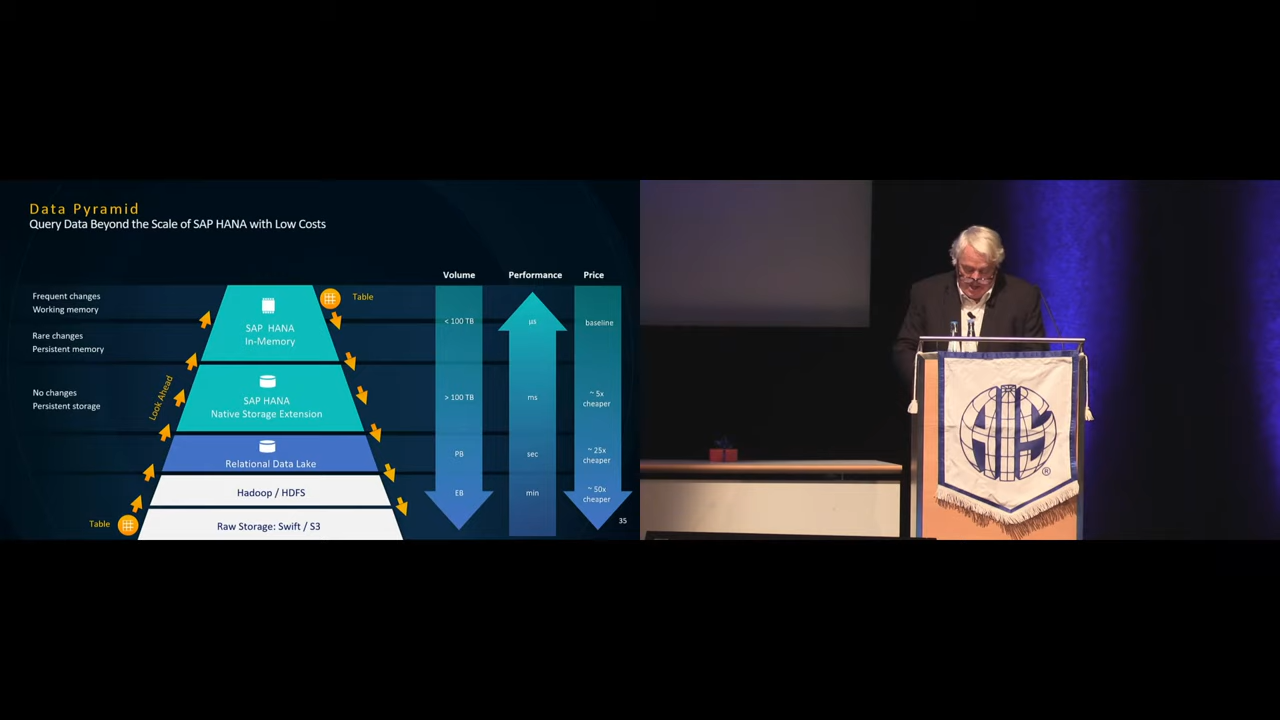 Data Pyramid
Query Data Beyond the Scale of SAP HANA with Low Costs
Volume
Performance
Price
Frequent changes
Working memory
Rare changes
Persistent memory
No changes
Persistent storage
Look Ahead
Table
SAP HANA
In-Memory
SAP HANA
Native Storage Extension
Relational Data Lake
Hadoop / HDFS
Raw Storage: Swift / S3
Table
< 100 TB
µs
baseline
> 100 TB
ms
~ 5x
cheaper
PB
sec
~ 25x
cheaper
EB
min
~ 50x
cheaper
35
®